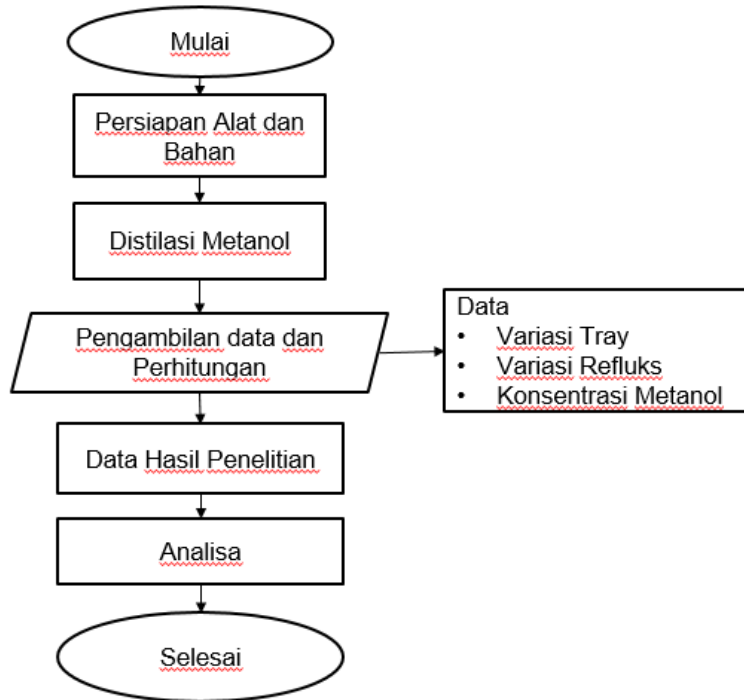 Mulai
Persiapan Alat dan
Bahan
Distilasi Metanol
Pengambilan data dan
Perhitungan
Data
• Variasi Tray
• Variasi Refluks
• Konsentrasi Metanol
Data Hasil Penelitian
Analisa
Selesai